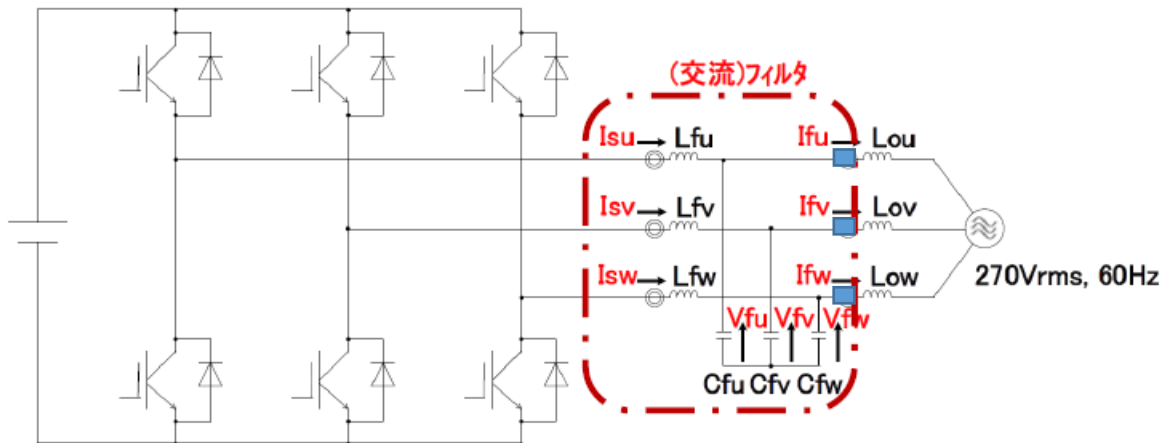 (交流)フィルタ
Isu Lfu Ifu Lou
Isv Lfv Ifv Lov
Isw Lfw Ifw Low
270Vrms, 60Hz
Vfu Vfv Vfw
Cfu Cfv Cfw